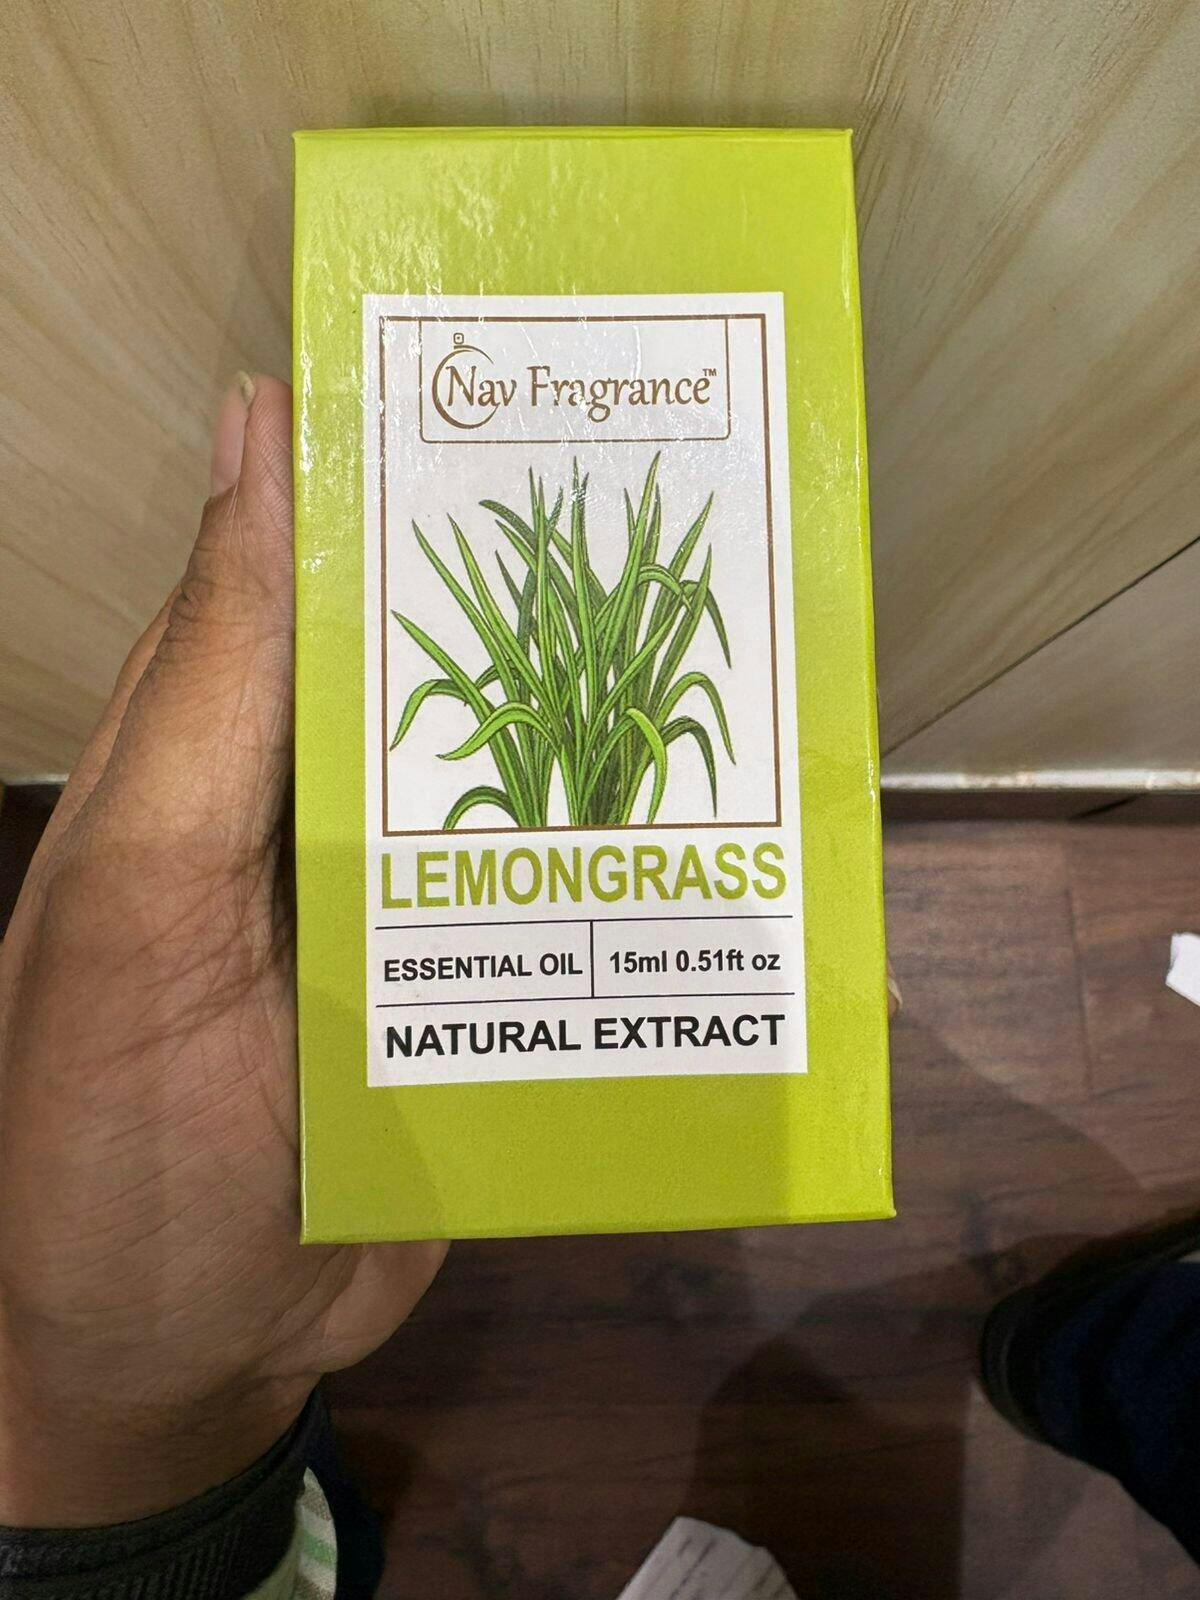 Nav Fragrance™
LEMONGRASS
ESSENTIAL OIL
15ml 0.51ft oz
NATURAL EXTRACT